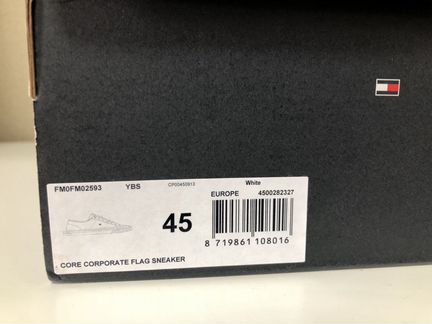 FM0FM02593 YBS CP00450913 White
EUROPE 4500282327
45
8 719861 108016
CORE CORPORATE FLAG SNEAKER